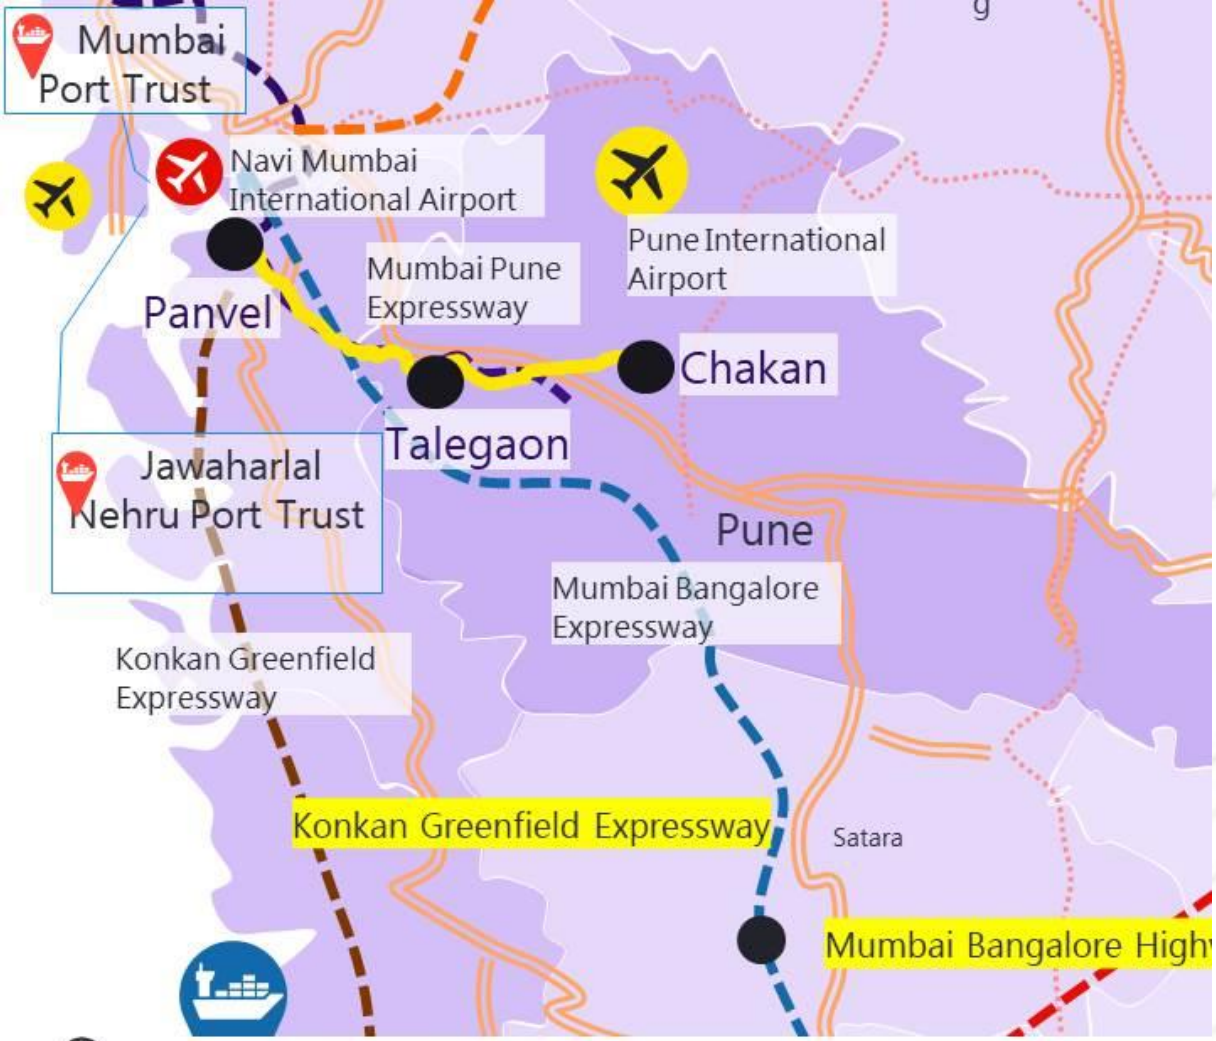 g
Mumbai
Port Trust
Navi Mumbai
International Airport
Pune International
Airport
Mumbai Pune
Expressway
Panvel
Chakan
Talegaon
Jawaharlal
Nehru Port Trust
Pune
Mumbai Bangalore
Expressway
Konkan Greenfield
Expressway
Konkan Greenfield Expressway
Satara
Mumbai Bangalore High